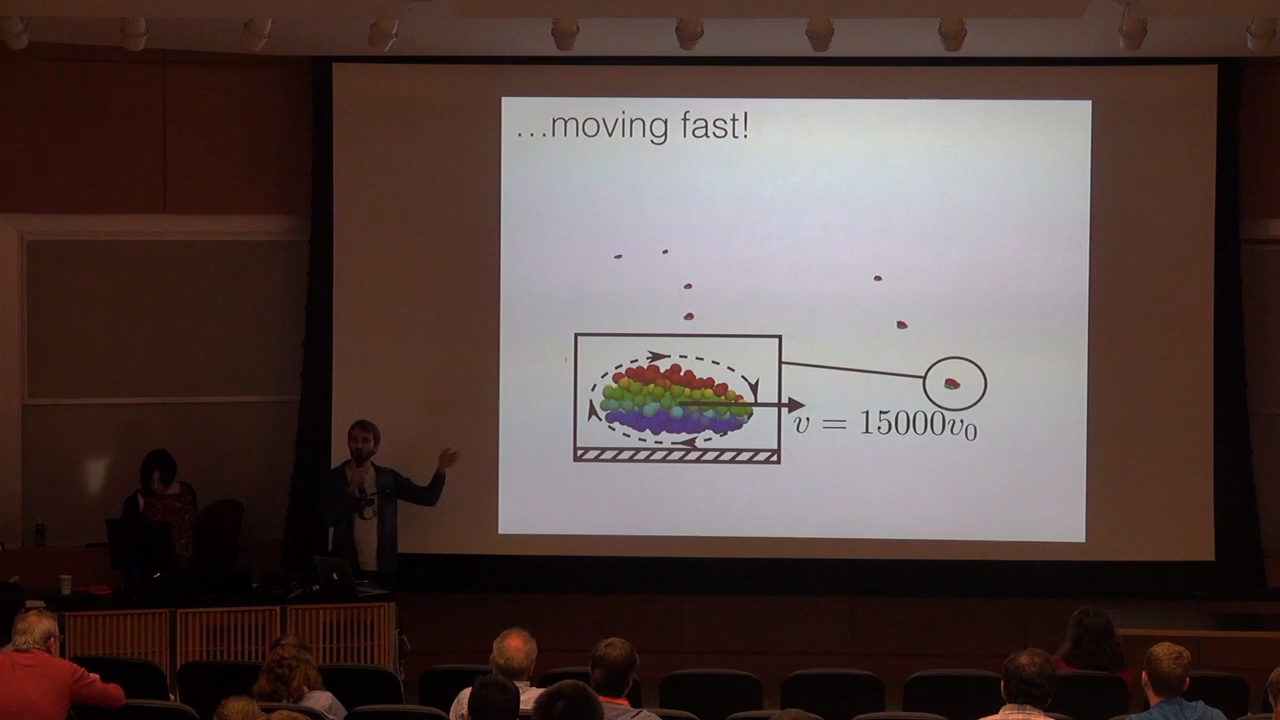 ...moving fast!
v = 15000v₀